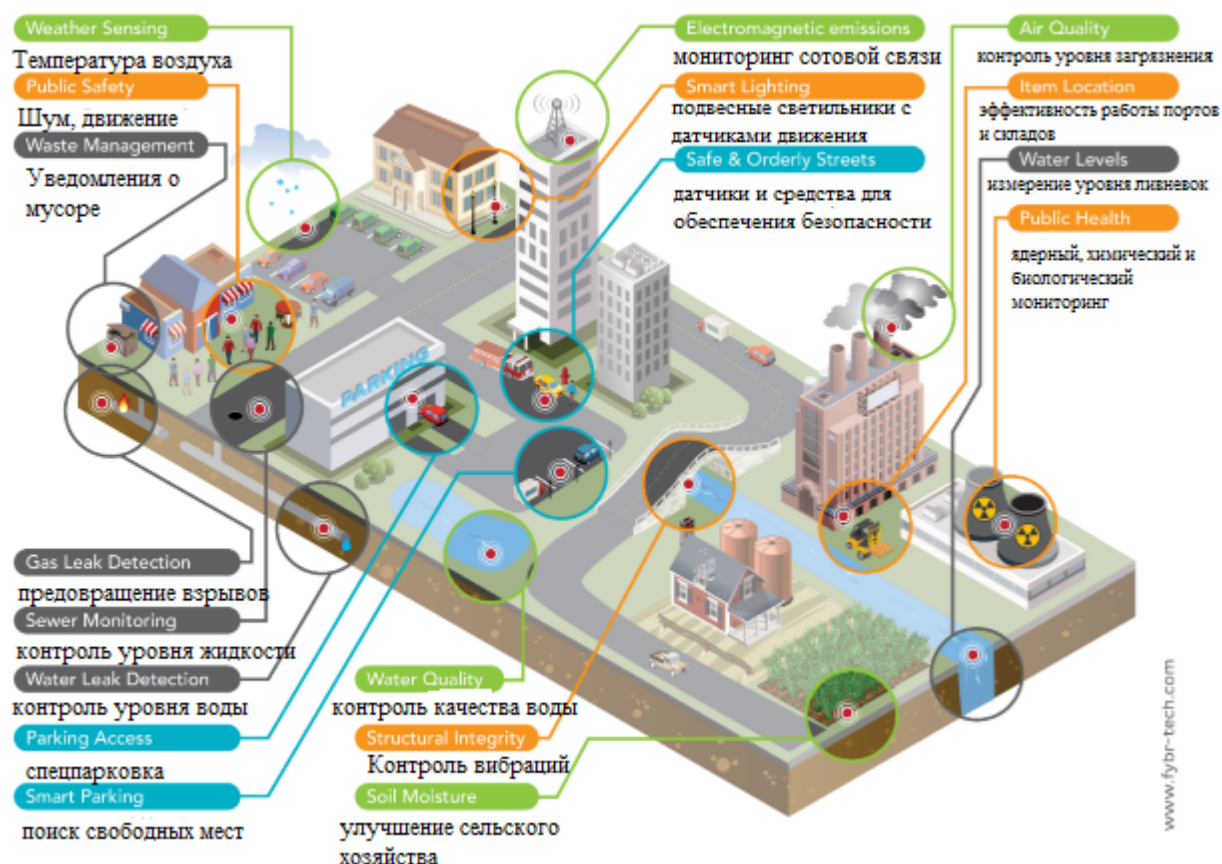 Weather Sensing
Температура воздуха
Public Safety
Шум, движение
Waste Management
Уведомления о
мусоре
Electromagnetic emissions
мониторинг сотовой связи
Smart Lighting
подвесные светильники с
датчиками движения
Safe & Orderly Streets
датчики и средства для
обеспечения безопасности
Air Quality
контроль уровня загрязнения
Item Location
эффективность работы портов
и складов
Water Levels
измерение уровня ливневок
Public Health
ядерный, химический и
биологический
мониторинг
PARKING
Gas Leak Detection
предовращение взрывов
Sewer Monitoring
контроль уровня жидкости
Water Leak Detection
контроль уровня воды
Parking Access
спецпарковка
Smart Parking
поиск свободных мест
Water Quality
контроль качества воды
Structural Integrity
Контроль вибраций
Soil Moisture
улучшение сельского
хозяйства
www.fybr-tech.com